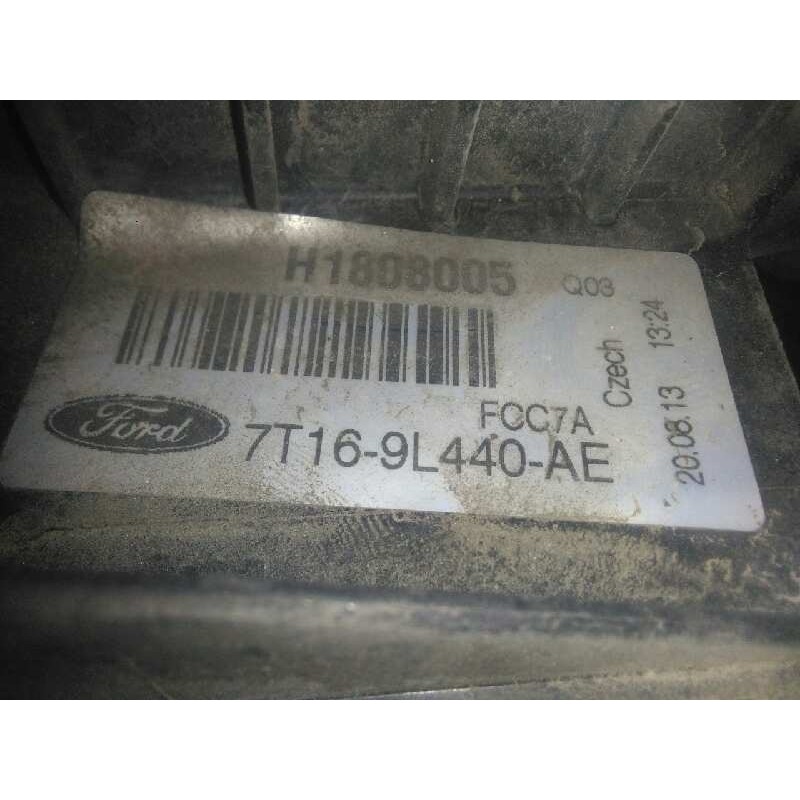 H1808005 Q03
Ford
FCC7A
7T16-9L440-AE
Czech
20.08.13 13:24